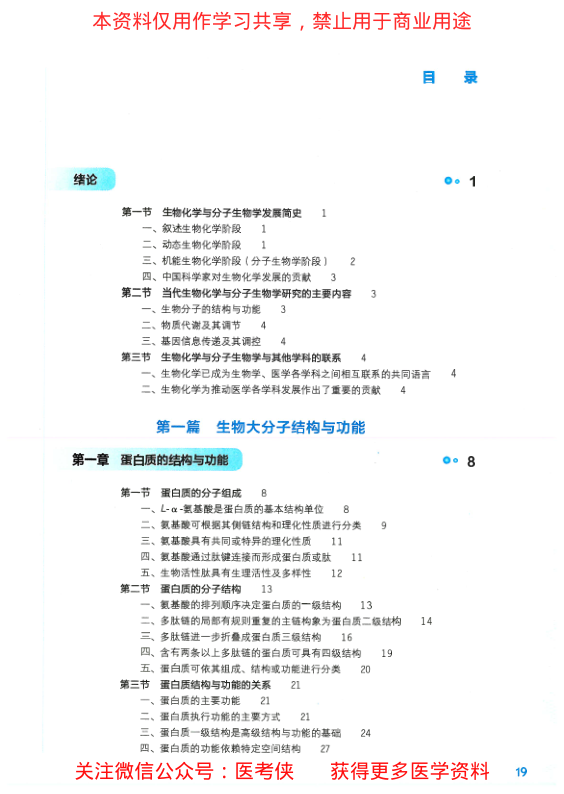 本资料仅用作学习共享，禁止用于商业用途
目 录
绪论 1
第一节 生物化学与分子生物学发展简史 1
一、叙述生物化学阶段 1
二、动态生物化学阶段 1
三、机能生物化学阶段（分子生物学阶段） 2
四、中国科学家对生物化学发展的贡献 3
第二节 当代生物化学与分子生物学研究的主要内容 3
一、生物分子的结构与功能 3
二、物质代谢及其调节 4
三、基因信息传递及其调控 4
第三节 生物化学与分子生物学与其他学科的联系 4
一、生物化学已成为生物学、医学各学科之间相互联系的共同语言 4
二、生物化学为推动医学各学科发展作出了重要的贡献 4
第一篇 生物大分子结构与功能
第一章 蛋白质的结构与功能 8
第一节 蛋白质的分子组成 8
一、L-α-氨基酸是蛋白质的基本结构单位 8
二、氨基酸可根据其侧链结构和理化性质进行分类 9
三、氨基酸具有共同或特异的理化性质 11
四、氨基酸通过肽键连接而形成蛋白质或肽 11
五、生物活性肽具有生理活性及多样性 12
第二节 蛋白质的分子结构 13
一、氨基酸的排列顺序决定蛋白质的一级结构 13
二、多肽链的局部有规则重复的主链构象为蛋白质二级结构 14
三、多肽链进一步折叠成蛋白质三级结构 16
四、含有两条以上多肽链的蛋白质可具有四级结构 19
五、蛋白质可依其组成、结构或功能进行分类 20
第三节 蛋白质结构与功能的关系 21
一、蛋白质的主要功能 21
二、蛋白质执行功能的主要方式 21
三、蛋白质一级结构是高级结构与功能的基础 24
四、蛋白质的功能依赖特定空间结构 27
关注微信公众号：医考侠 获得更多医学资料 19